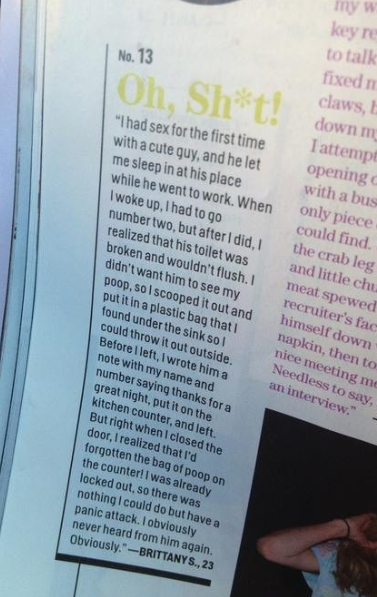 No. 13
Oh, Sh*t!
"I had sex for the first time
with a cute guy, and he let
me sleep in at his place
while he went to work. When
I woke up, I had to go
number two, but after I did, I
realized that his toilet was
broken and wouldn't flush. I
didn't want him to see my
poop, so I scooped it out and
put it in a plastic bag that I
found under the sink so I
could throw it out outside.
Before I left, I wrote him a
note with my name and
number saying thanks for a
great night, put it on the
kitchen counter, and left.
But right when I closed the
door, I realized that I'd
forgotten the bag of poop on
the counter! I was already
locked out, so there was
nothing I could do but have a
panic attack. I obviously
never heard from him again.
Obviously." —BRITTANY S., 23
my w
key re
to talk
fixed m
claws, b
down my
I attempt
opening o
with a bus
only piece
could find.
the crab leg
and little chu
meat spewed
recruiter's fac
himself down
napkin, then to
nice meeting me
Needless to say,
an interview."